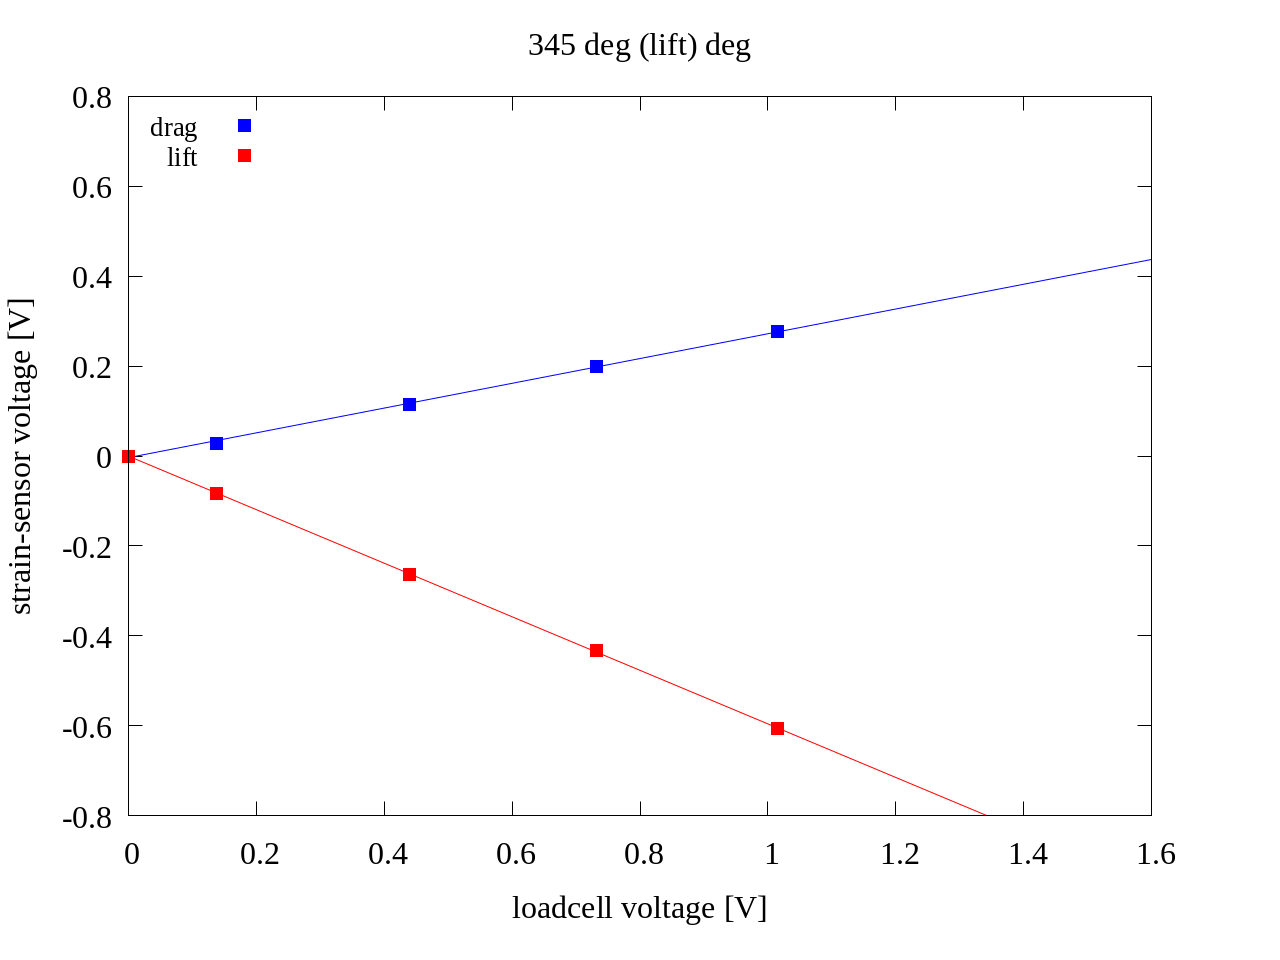 345 deg (lift) deg
drag
lift
0.8
0.6
0.4
0.2
0
-0.2
-0.4
-0.6
-0.8
strain-sensor voltage [V]
0 0.2 0.4 0.6 0.8 1 1.2 1.4 1.6
loadcell voltage [V]